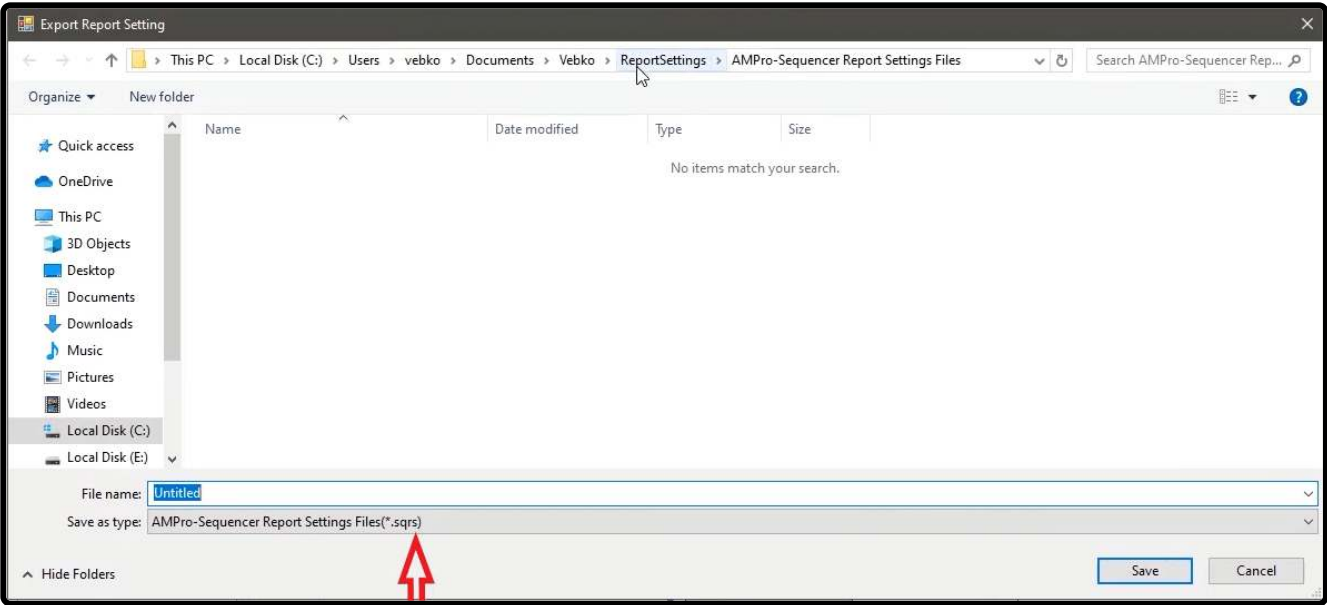 Export Report Setting
This PC > Local Disk (C:) > Users > vebko > Documents > Vebko > ReportSettings > AMPro-Sequencer Report Settings Files
Search AMPro-Sequencer Rep...
Organize
New folder
Name
Date modified
Type
Size
No items match your search.
Quick access
OneDrive
This PC
3D Objects
Desktop
Documents
Downloads
Music
Pictures
Videos
Local Disk (C:)
Local Disk (E:)
File name: Untitled
Save as type: AMPro-Sequencer Report Settings Files(*.sqrs)
Hide Folders
Save
Cancel